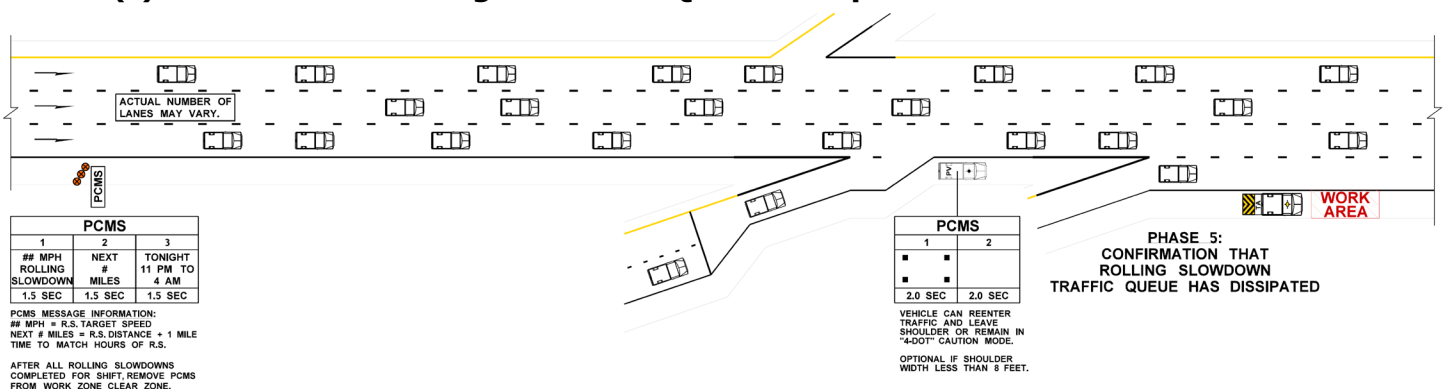 ACTUAL NUMBER OF
LANES MAY VARY.
PCMS
PCMS
1 2 3
## MPH
ROLLING
SLOWDOWN
NEXT
#
MILES
TONIGHT
11 PM TO
4 AM
1.5 SEC 1.5 SEC 1.5 SEC
PCMS MESSAGE INFORMATION:
## MPH = R.S. TARGET SPEED
NEXT # MILES = R.S. DISTANCE + 1 MILE
TIME TO MATCH HOURS OF R.S.
AFTER ALL ROLLING SLOWDOWNS
COMPLETED FOR SHIFT, REMOVE PCMS
FROM WORK ZONE CLEAR ZONE.
PV
PCMS
1 2
2.0 SEC 2.0 SEC
VEHICLE CAN REENTER
TRAFFIC AND LEAVE
SHOULDER OR REMAIN IN
"4-DOT" CAUTION MODE.
OPTIONAL IF SHOULDER
WIDTH LESS THAN 8 FEET.
WORK
AREA
PHASE 5:
CONFIRMATION THAT
ROLLING SLOWDOWN
TRAFFIC QUEUE HAS DISSIPATED